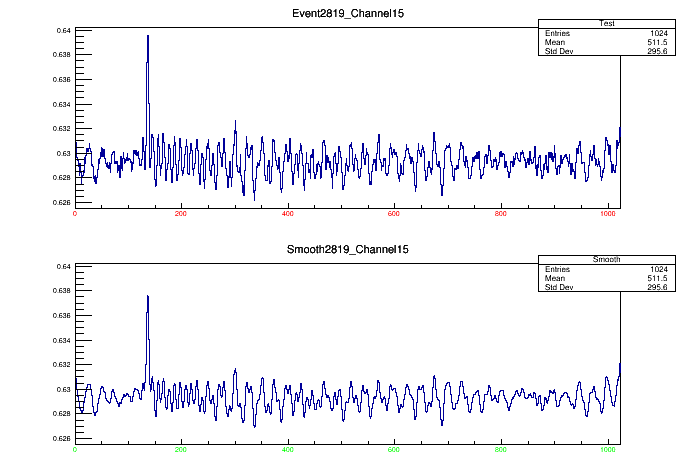 Event2819_Channel15
Test
Entries 1024
Mean 511.5
Std Dev 295.6
0.64
0.638
0.636
0.634
0.632
0.63
0.628
0.626
0 200 400 600 800 1000
Smooth2819_Channel15
Smooth
Entries 1024
Mean 511.5
Std Dev 295.6
0.64
0.638
0.636
0.634
0.632
0.63
0.628
0.626
0 200 400 600 800 1000